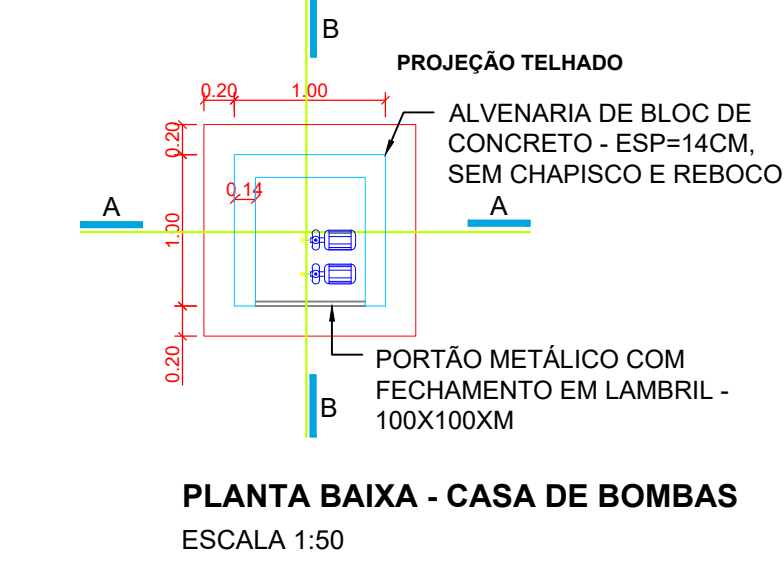 B
PROJEÇÃO TELHADO
0.20
1.00
ALVENARIA DE BLOC DE
CONCRETO - ESP=14CM,
SEM CHAPISCO E REBOCO
0.20
0.14
A
A
1.00
0.20
PORTÃO METÁLICO COM
FECHAMENTO EM LAMBRIL -
100X100XM
B
PLANTA BAIXA - CASA DE BOMBAS
ESCALA 1:50